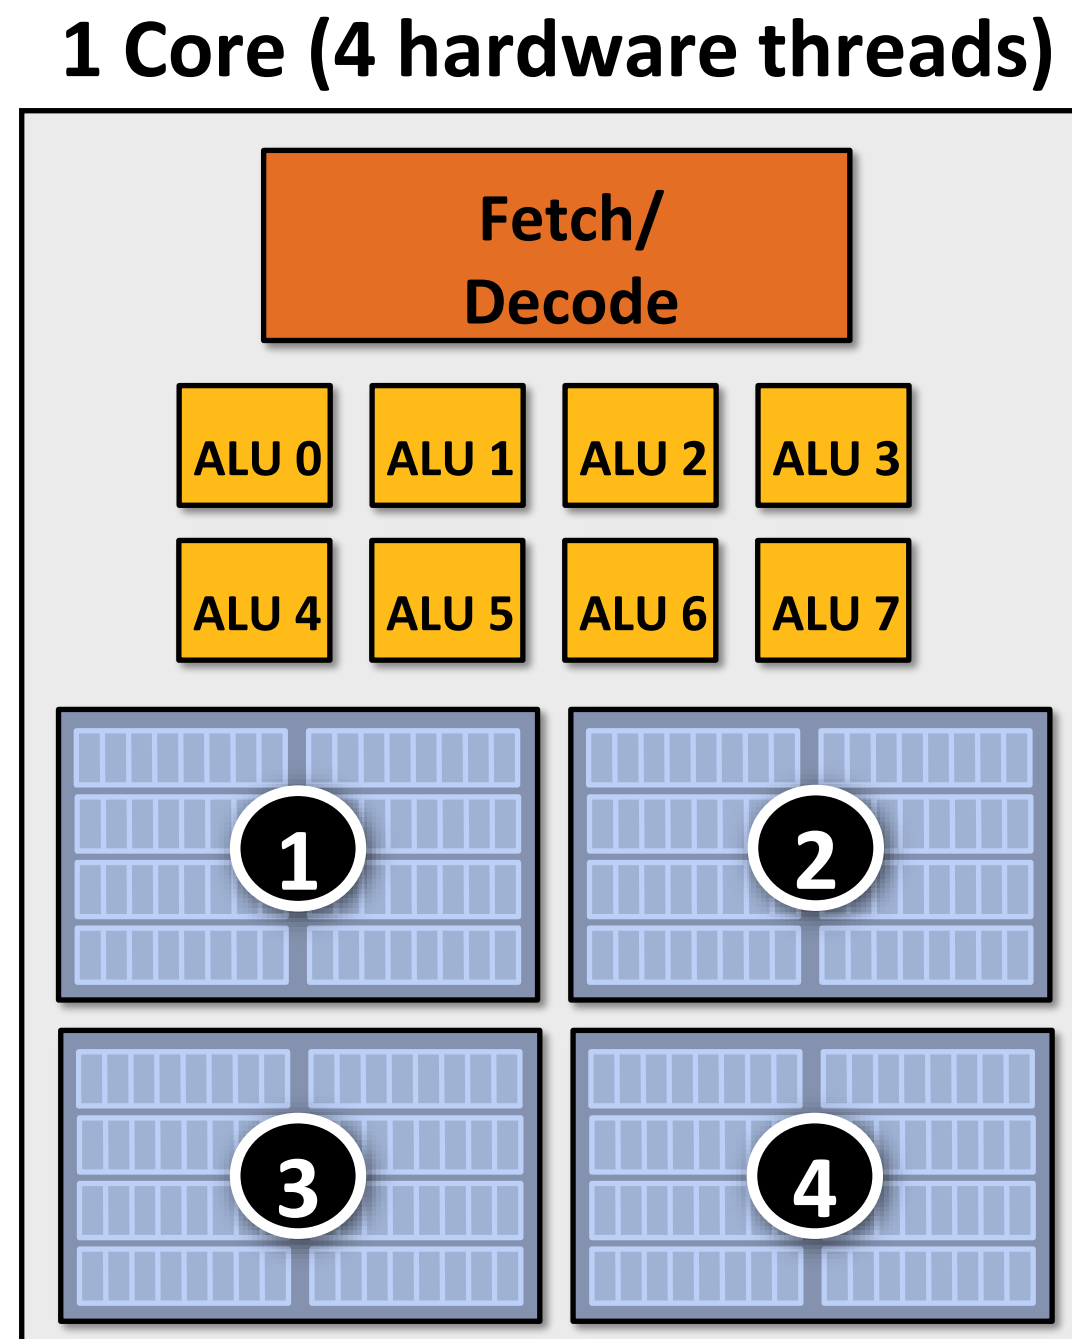 1 Core (4 hardware threads)
Fetch/
Decode
ALU 0 ALU 1 ALU 2 ALU 3
ALU 4 ALU 5 ALU 6 ALU 7
1 2
3 4